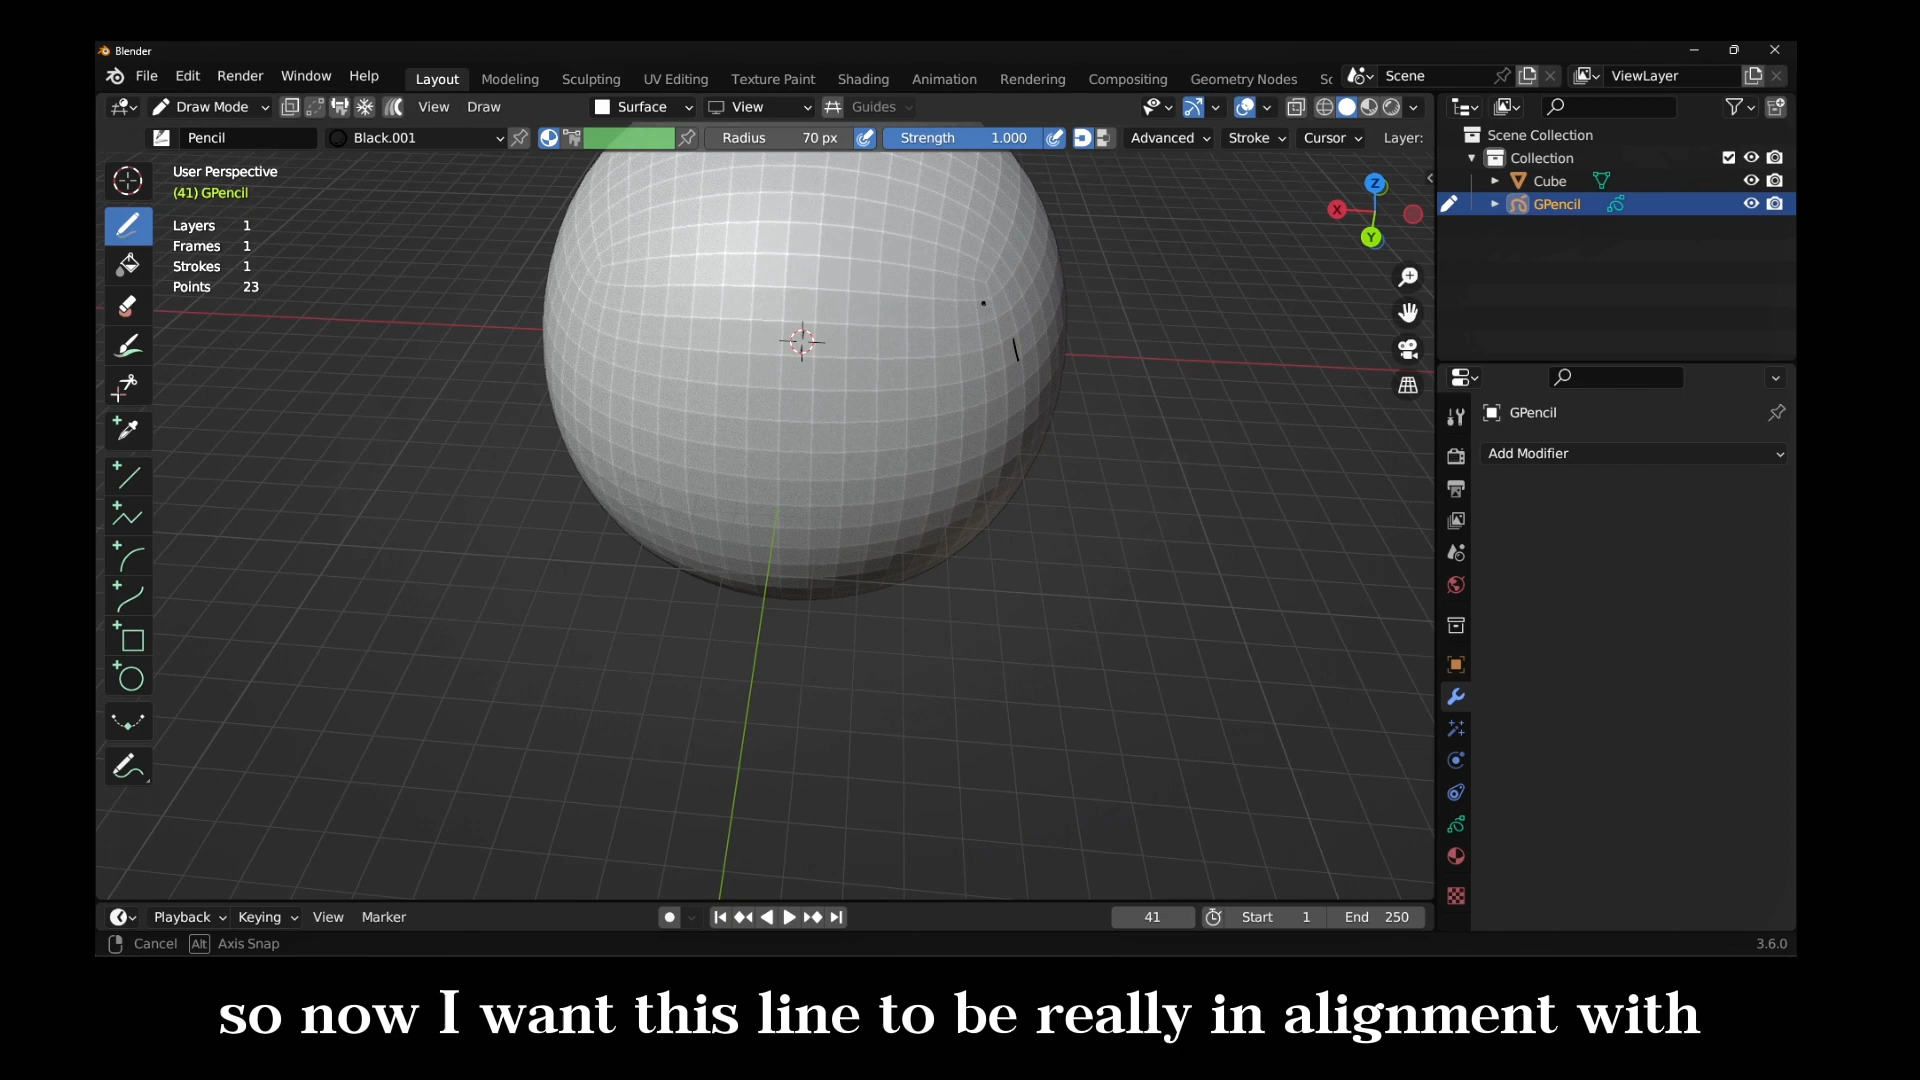 Blender
File Edit Render Window Help Layout Modeling Sculpting UV Editing Texture Paint Shading Animation Rendering Compositing Geometry Nodes Sc Scene ViewLayer
Draw Mode View Draw Surface View Guides
Pencil Black.001 Radius 70 px Strength 1.000 Advanced Stroke Cursor Layer:
User Perspective
(41) GPencil
Layers 1
Frames 1
Strokes 1
Points 23
Z
X
Y
Scene Collection
Collection
Cube
GPencil
GPencil
Add Modifier
Playback Keying View Marker 41 Start 1 End 250
Cancel Alt Axis Snap 3.6.0
so now I want this line to be really in alignment with